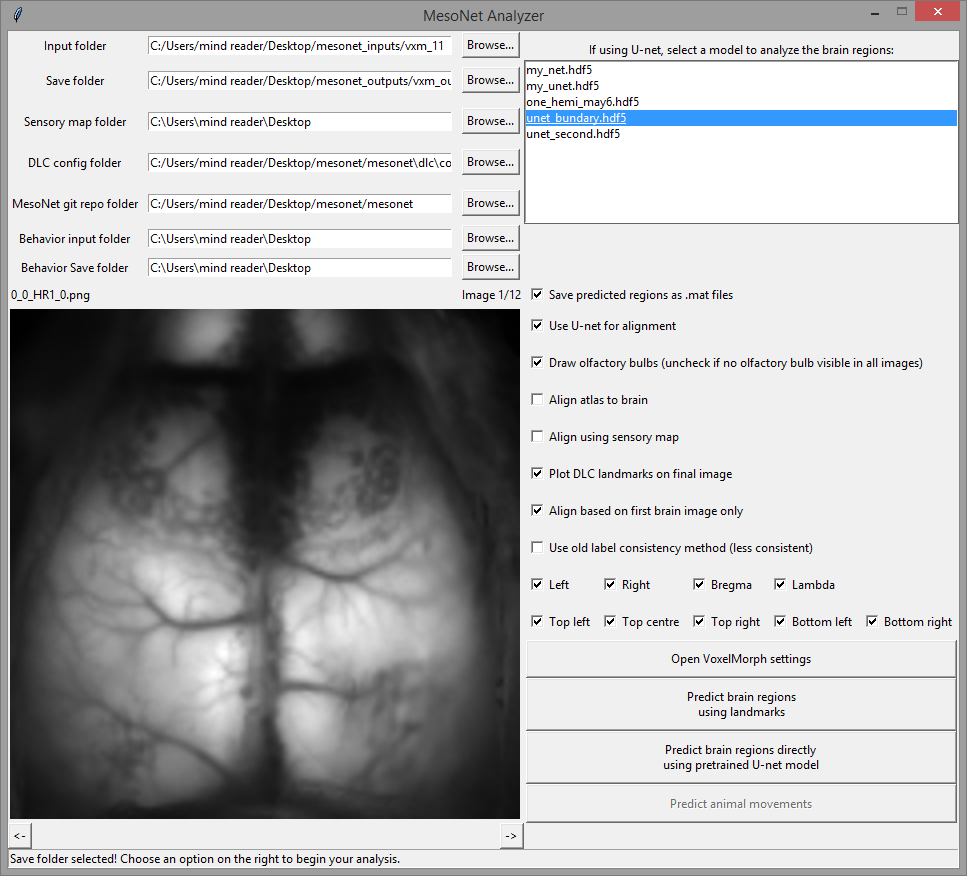 MesoNet Analyzer
Input folder
C:/Users/mind reader/Desktop/mesonet_inputs/vxm_11
Browse...
Save folder
C:/Users/mind reader/Desktop/mesonet_outputs/vxm_ou
Browse...
Sensory map folder
C:\Users\mind reader\Desktop
Browse...
DLC config folder
C:/Users/mind reader/Desktop/mesonet/mesonet\dlc\co
Browse...
MesoNet git repo folder
C:/Users/mind reader/Desktop/mesonet/mesonet
Browse...
Behavior input folder
C:\Users\mind reader\Desktop
Browse...
Behavior Save folder
C:\Users\mind reader\Desktop
Browse...
If using U-net, select a model to analyze the brain regions:
my_net.hdf5
my_unet.hdf5
one_hemi_may6.hdf5
unet_bundary.hdf5
unet_second.hdf5
0_0_HR1_0.png
Image 1/12
Save predicted regions as .mat files
Use U-net for alignment
Draw olfactory bulbs (uncheck if no olfactory bulb visible in all images)
Align atlas to brain
Align using sensory map
Plot DLC landmarks on final image
Align based on first brain image only
Use old label consistency method (less consistent)
Left Right Bregma Lambda
Top left Top centre Top right Bottom left Bottom right
Open VoxelMorph settings
Predict brain regions
using landmarks
Predict brain regions directly
using pretrained U-net model
Predict animal movements
<- ->
Save folder selected! Choose an option on the right to begin your analysis.